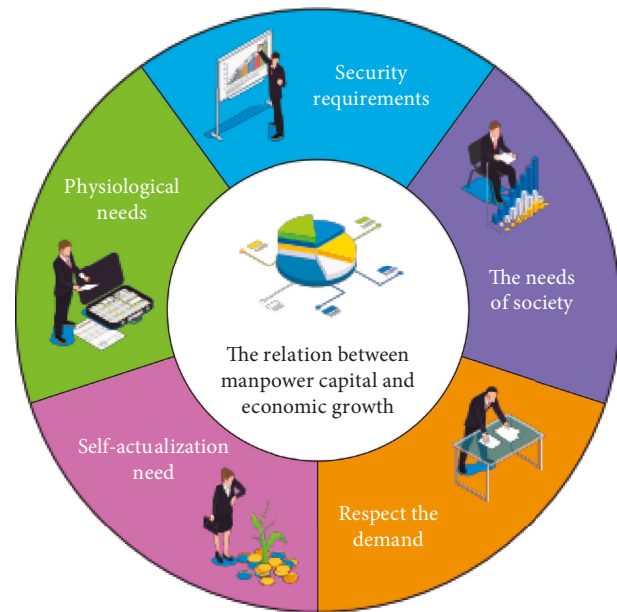 Security
requirements
Physiological
needs
The needs
of society
The relation between
manpower capital and
economic growth
Self-actualization
need
Respect the
demand